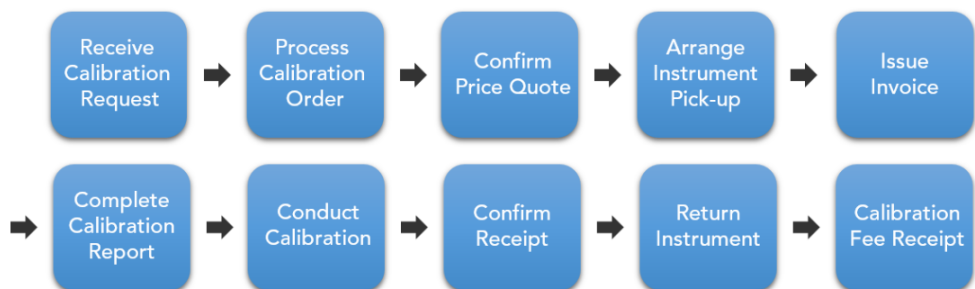 Receive
Calibration
Request
Process
Calibration
Order
Confirm
Price Quote
Arrange
Instrument
Pick-up
Issue
Invoice
Complete
Calibration
Report
Conduct
Calibration
Confirm
Receipt
Return
Instrument
Calibration
Fee Receipt